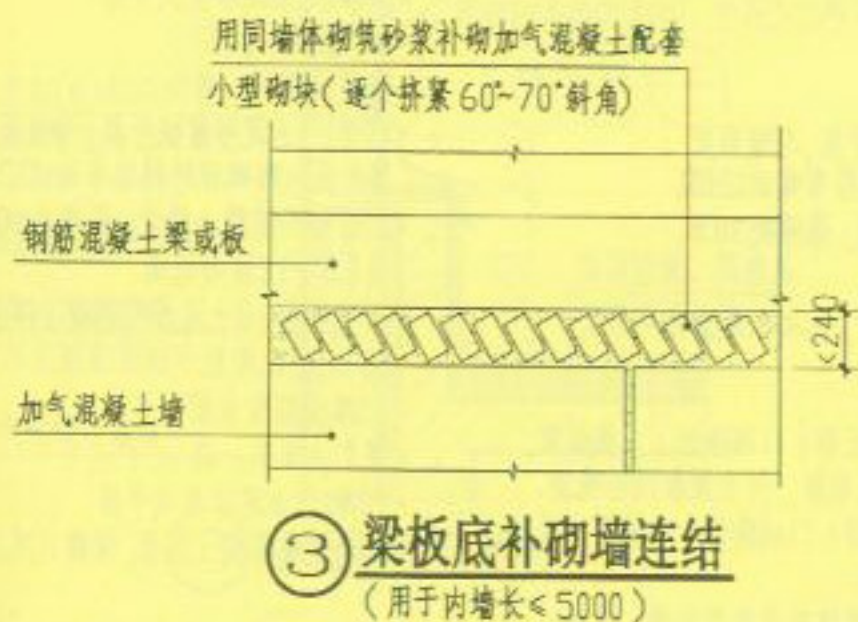 用同墙体砌筑砂浆补砌加气混凝土配套
小型砌块(逐个挤紧60°~70°斜角)
钢筋混凝土梁或板
<240
加气混凝土墙
③ 梁板底补砌墙连结
(用于内墙长≤5000)